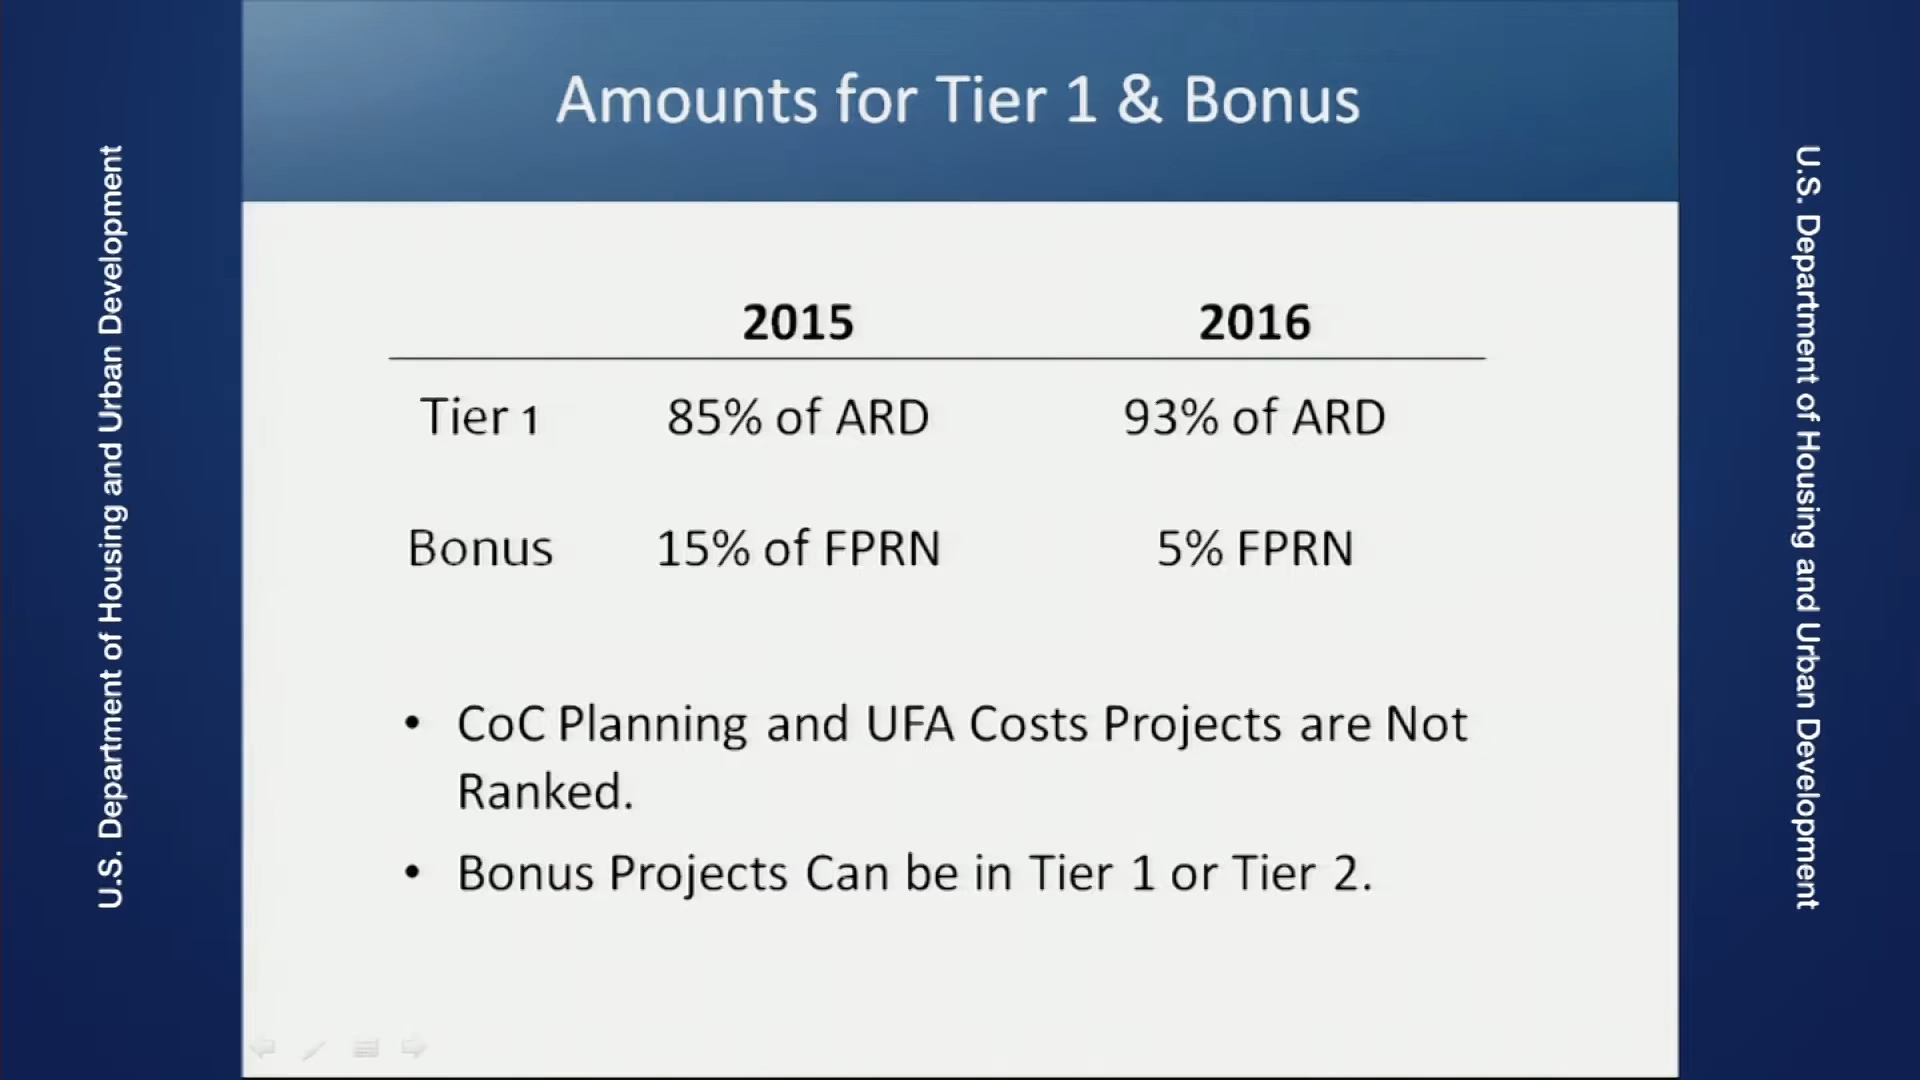 Amounts for Tier 1 & Bonus
U.S. Department of Housing and Urban Development
2015 2016
Tier 1 85% of ARD 93% of ARD
Bonus 15% of FPRN 5% FPRN
• CoC Planning and UFA Costs Projects are Not
Ranked.
• Bonus Projects Can be in Tier 1 or Tier 2.
U.S. Department of Housing and Urban Development